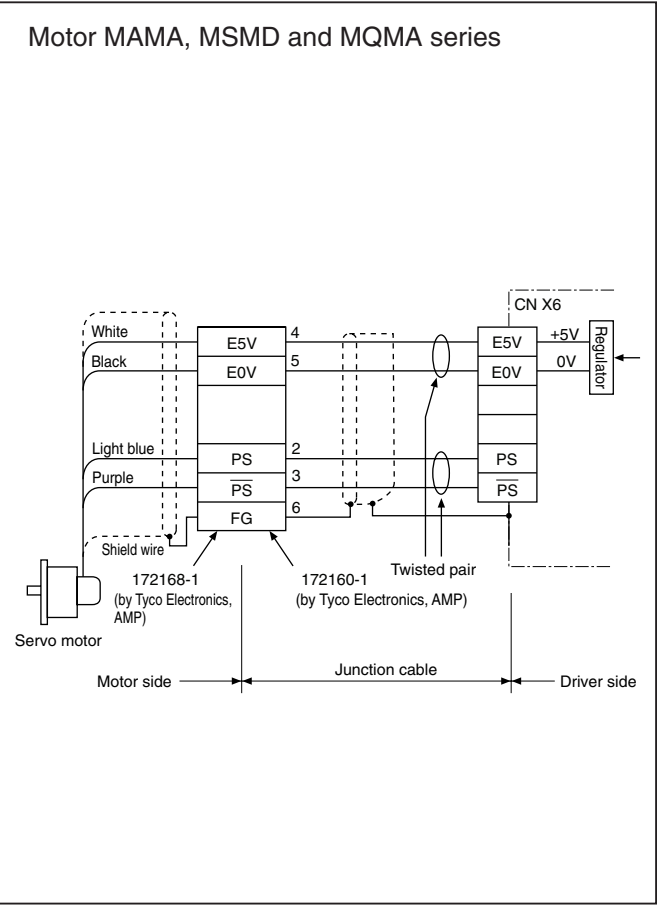 Motor MAMA, MSMD and MQMA series
CN X6
White
E5V
4
E5V
+5V
Regulator
Black
E0V
5
E0V
0V
Light blue
PS
2
PS
Purple
P̅S̅
3
P̅S̅
FG
6
Shield wire
172168-1
(by Tyco Electronics,
AMP)
172160-1
(by Tyco Electronics, AMP)
Twisted pair
Servo motor
Motor side
Junction cable
Driver side